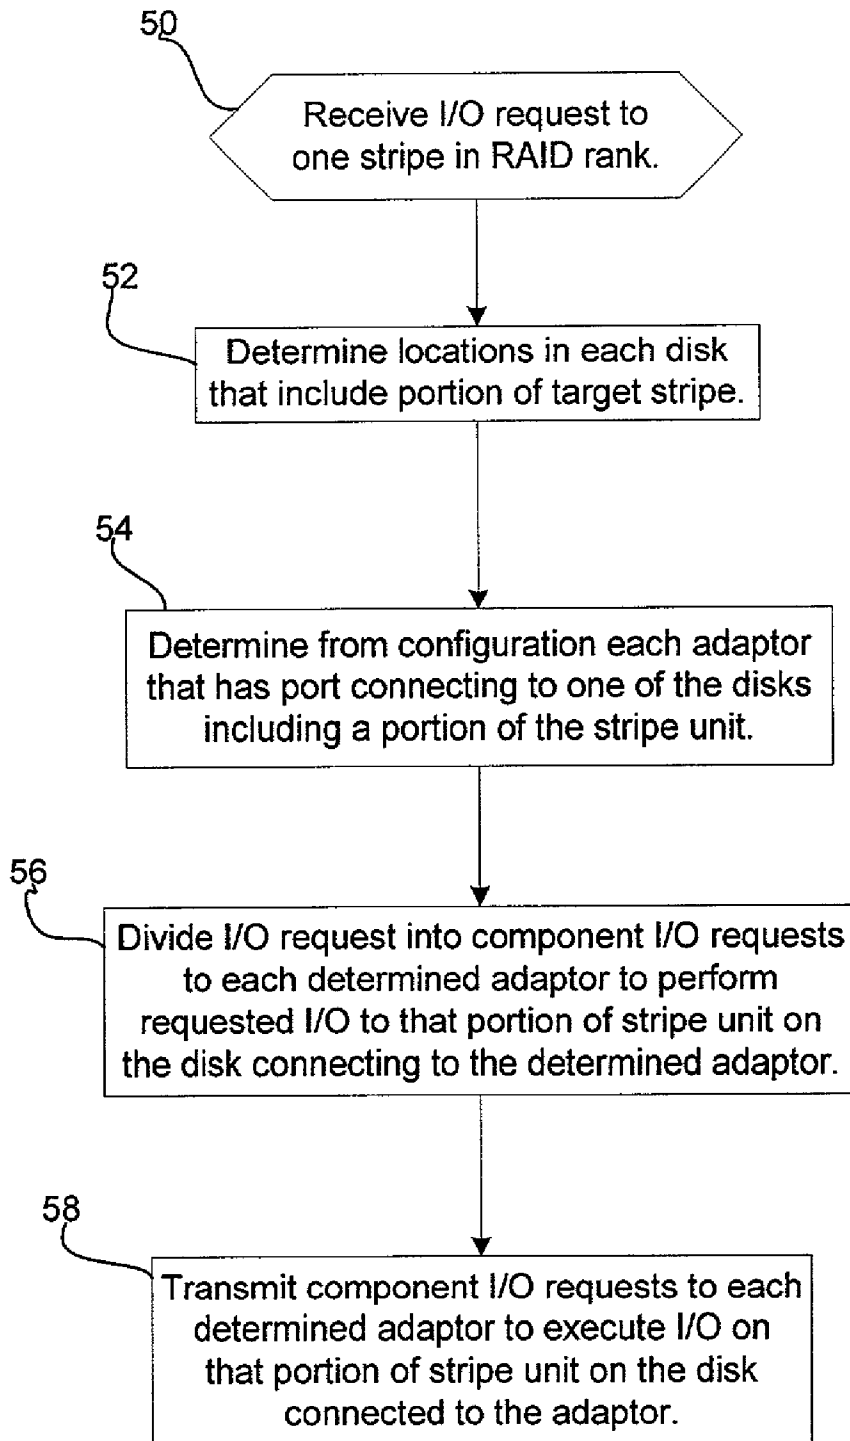 50
Receive I/O request to
one stripe in RAID rank.
52
Determine locations in each disk
that include portion of target stripe.
54
Determine from configuration each adaptor
that has port connecting to one of the disks
including a portion of the stripe unit.
56
Divide I/O request into component I/O requests
to each determined adaptor to perform
requested I/O to that portion of stripe unit on
the disk connecting to the determined adaptor.
58
Transmit component I/O requests to each
determined adaptor to execute I/O on
that portion of stripe unit on the disk
connected to the adaptor.